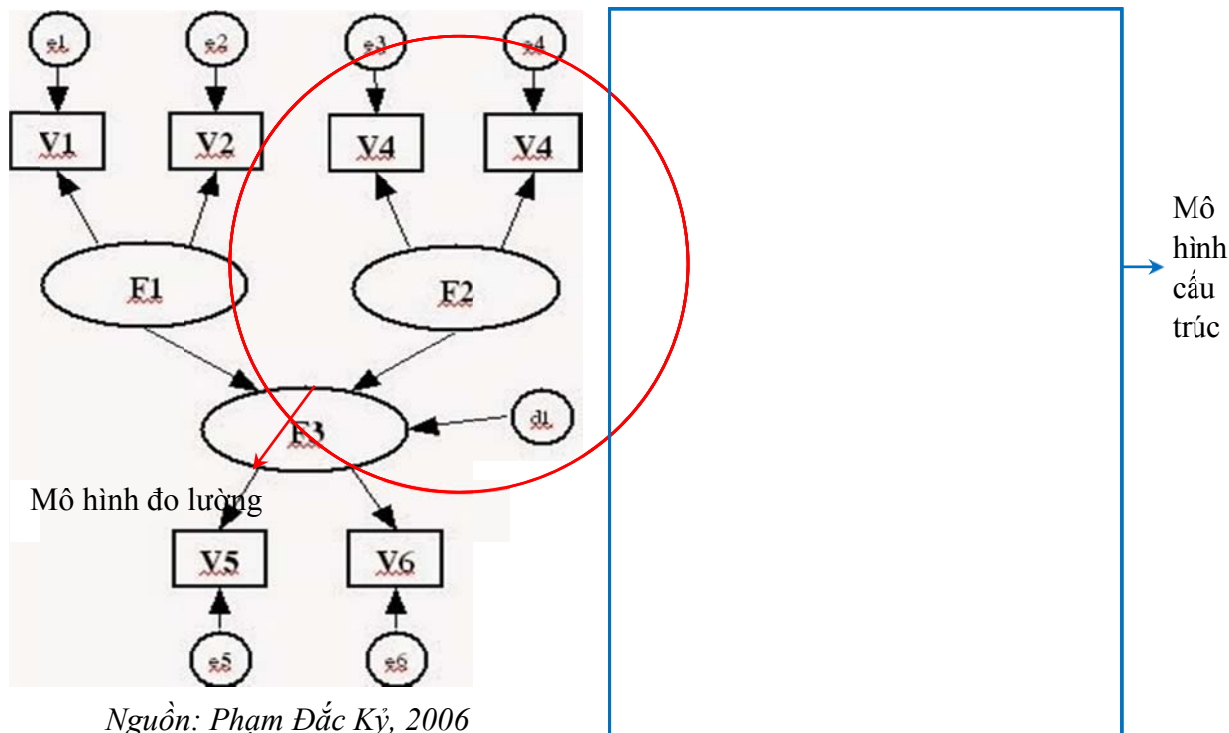 e1 e2 e3 e4
V1 V2 V4 V4
F1 F2
F3 d1
Mô hình đo lường
V5 V6
e5 e6
Nguồn: Phạm Đắc Kỷ, 2006
Mô
hình
cấu
trúc